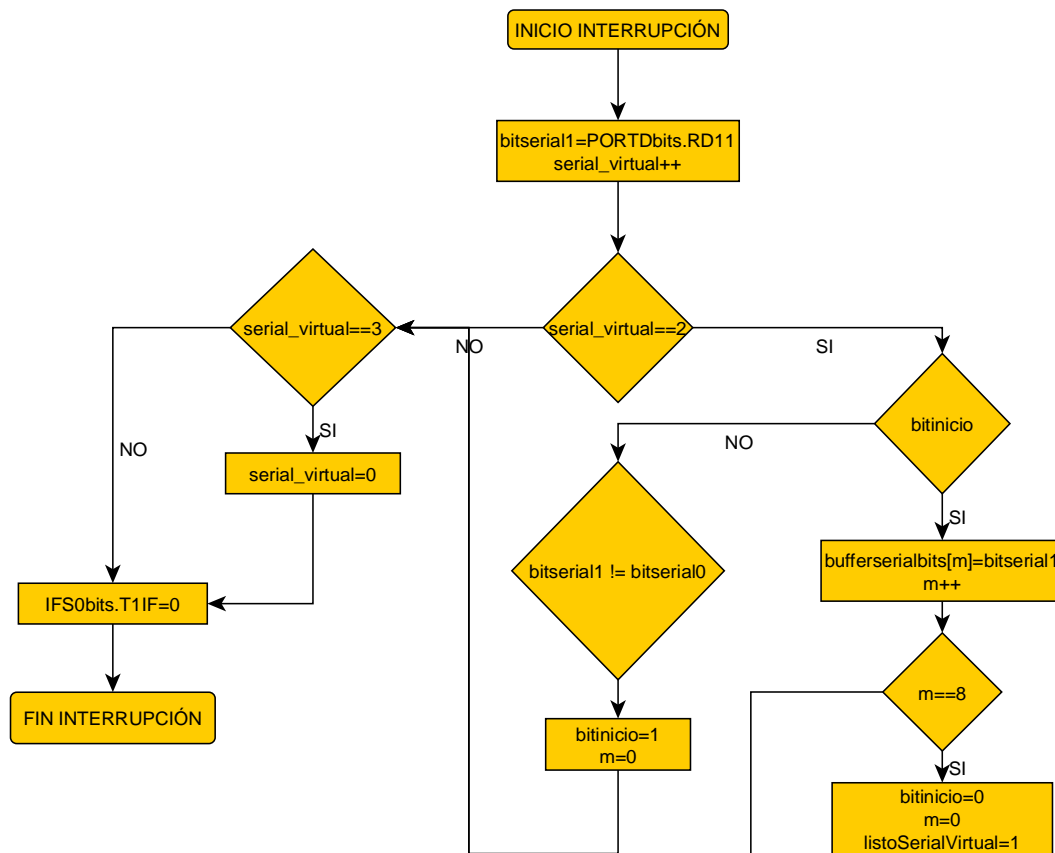 INICIO INTERRUPCIÓN
bitserial1=PORTDbits.RD11
serial_virtual++
serial_virtual==2
NO
SI
serial_virtual==3
SI
NO
serial_virtual=0
IFS0bits.T1IF=0
FIN INTERRUPCIÓN
bitinicio
NO
SI
bitserial1 != bitserial0
bitinicio=1
m=0
bufferserialbits[m]=bitserial1
m++
m==8
SI
bitinicio=0
m=0
listoSerialVirtual=1